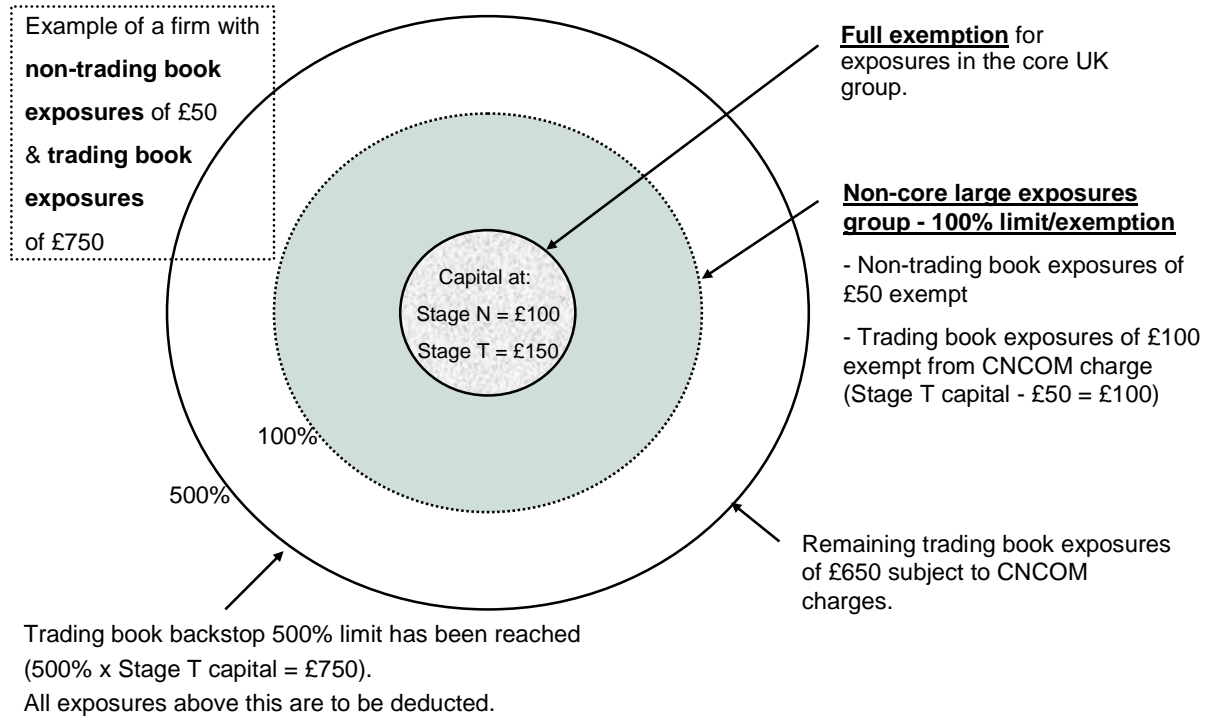 Example of a firm with
non-trading book
exposures of £50
& trading book
exposures
of £750
Full exemption for
exposures in the core UK
group.
Non-core large exposures
group - 100% limit/exemption
- Non-trading book exposures of
£50 exempt
- Trading book exposures of £100
exempt from CNCOM charge
(Stage T capital - £50 = £100)
Capital at:
Stage N = £100
Stage T = £150
100%
500%
Remaining trading book exposures
of £650 subject to CNCOM
charges.
Trading book backstop 500% limit has been reached
(500% x Stage T capital = £750).
All exposures above this are to be deducted.